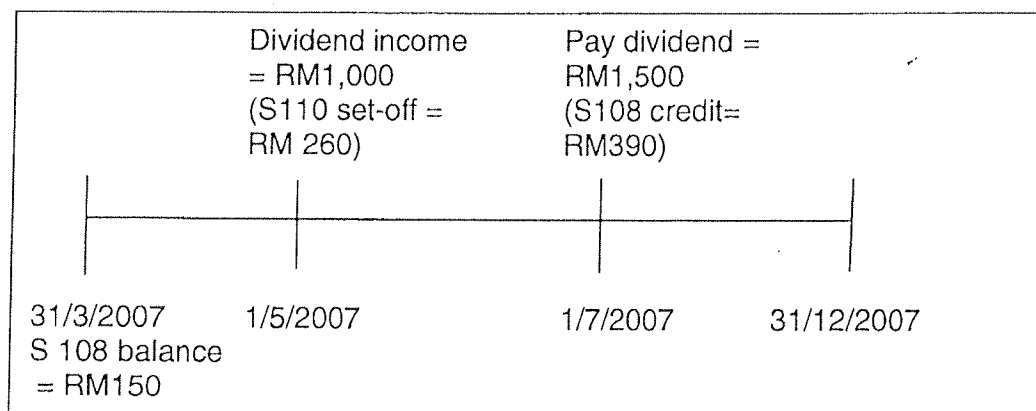 Dividend income
= RM1,000
(S110 set-off =
RM 260)
Pay dividend =
RM1,500
(S108 credit=
RM390)
31/3/2007
S 108 balance
= RM150
1/5/2007
1/7/2007
31/12/2007